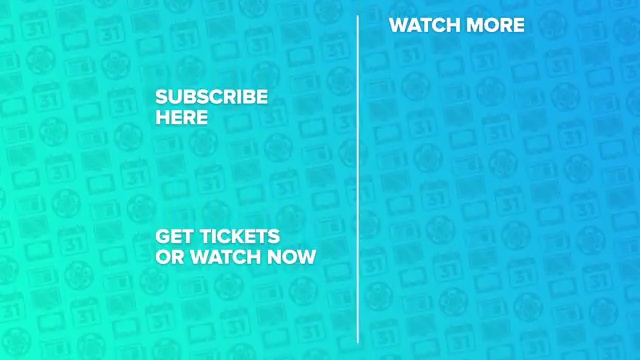 SUBSCRIBE
HERE
GET TICKETS
OR WATCH NOW
WATCH MORE